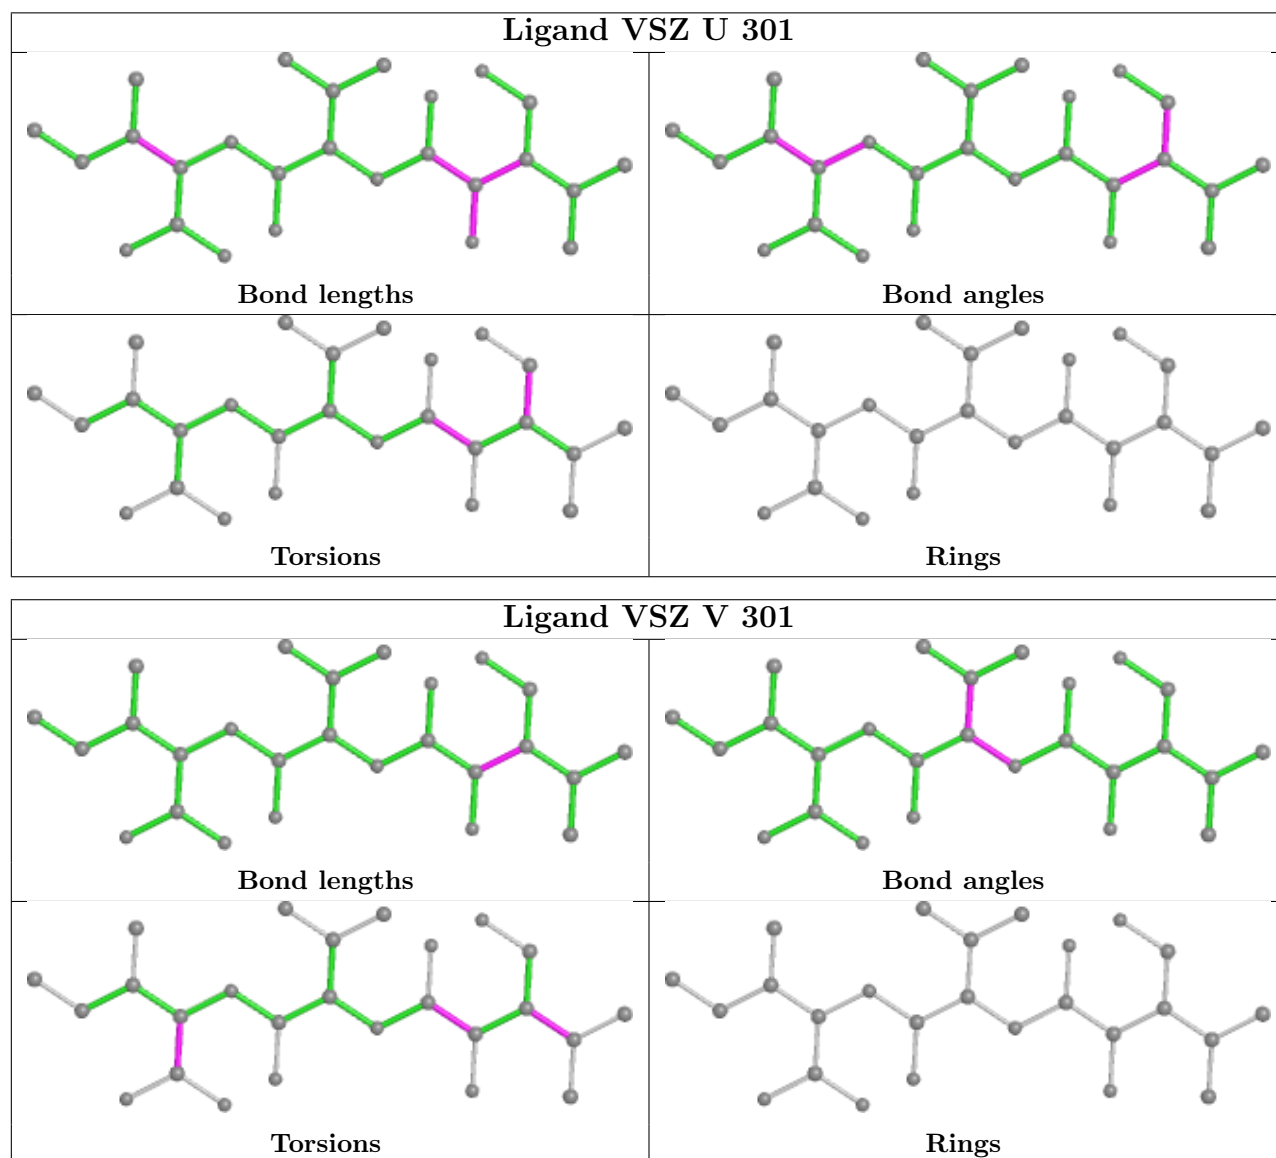 Ligand VSZ U 301
Bond lengths
Bond angles
Torsions
Rings
Ligand VSZ V 301
Bond lengths
Bond angles
Torsions
Rings